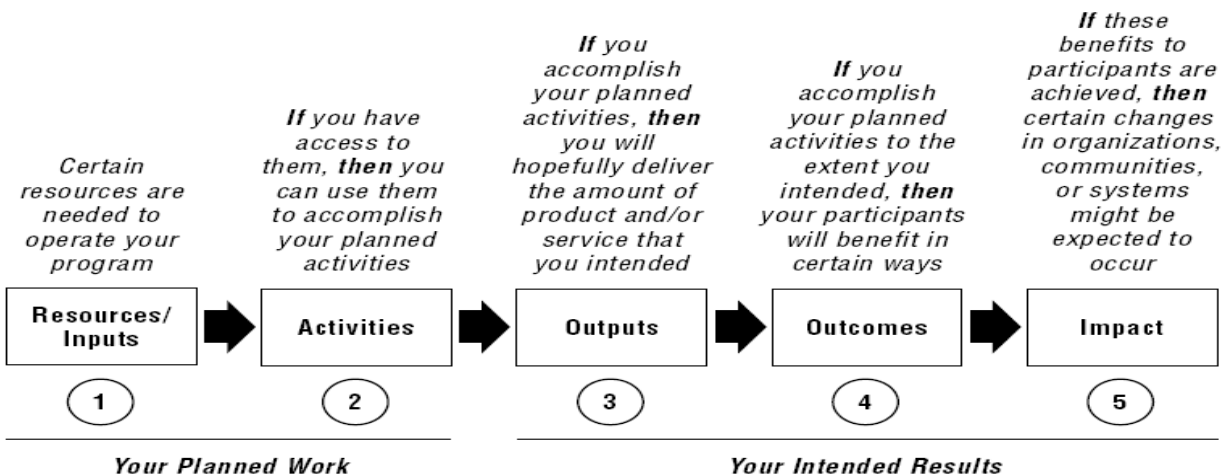 Certain
resources are
needed to
operate your
program
If you have
access to
them, then you
can use them
to accomplish
your planned
activities
If you
accomplish
your planned
activities, then
you will
hopefully deliver
the amount of
product and/or
service that
you intended
If you
accomplish
your planned
activities to the
extent you
intended, then
your participants
will benefit in
certain ways
If these
benefits to
participants are
achieved, then
certain changes
in organizations,
communities,
or systems
might be
expected to
occur
Resources/
Inputs
Activities
Outputs
Outcomes
Impact
1
2
3
4
5
Your Planned Work
Your Intended Results